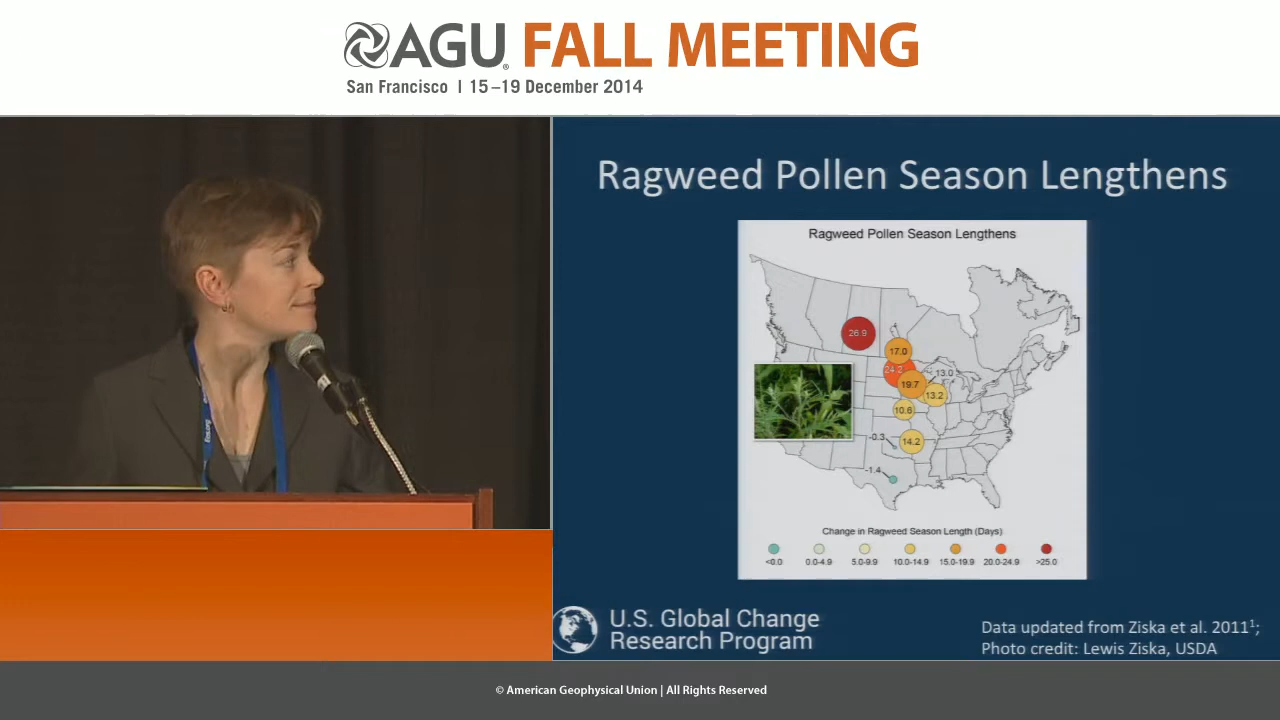 AGU® FALL MEETING
San Francisco | 15–19 December 2014
Ragweed Pollen Season Lengthens
Ragweed Pollen Season Lengthens
26.9
17.0
24.2
13.0
19.7
13.2
10.6
-0.3
14.2
-1.4
Change in Ragweed Season Length (Days)
<0.0 0.0-4.9 5.0-9.9 10.0-14.9 15.0-19.9 20.0-24.9 >25.0
U.S. Global Change
Research Program
Data updated from Ziska et al. 2011¹;
Photo credit: Lewis Ziska, USDA
© American Geophysical Union | All Rights Reserved